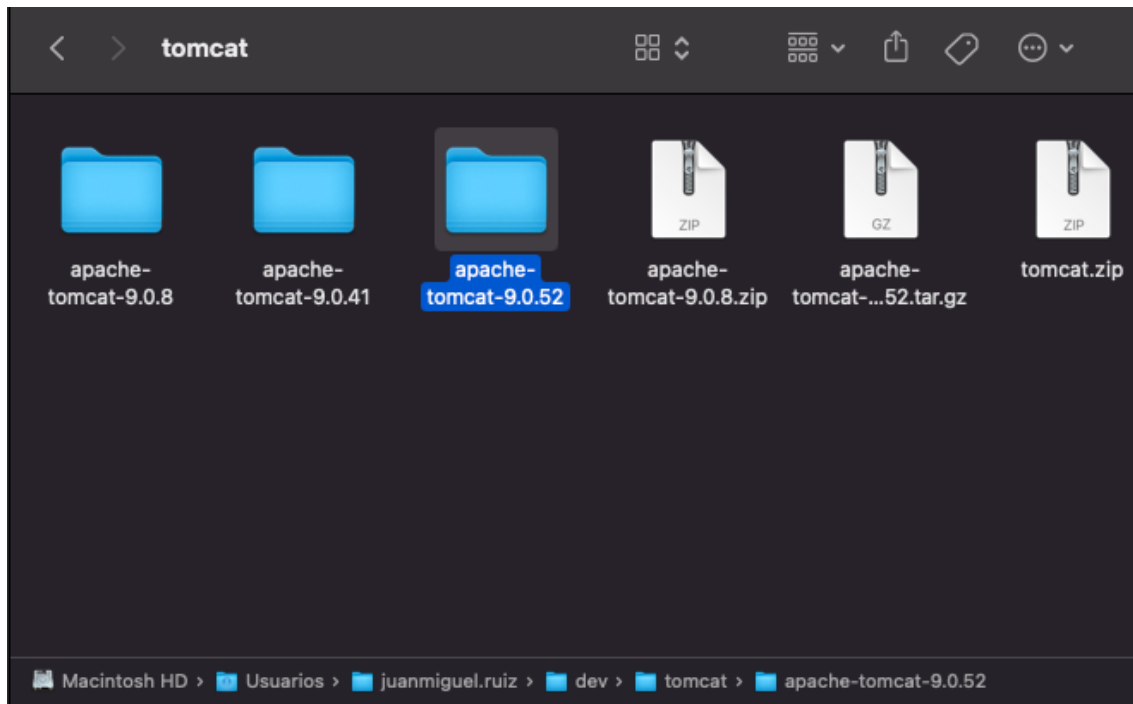 tomcat
apache-
tomcat-9.0.8
apache-
tomcat-9.0.41
apache-
tomcat-9.0.52
ZIP
apache-
tomcat-9.0.8.zip
GZ
apache-
tomcat-...52.tar.gz
ZIP
tomcat.zip
Macintosh HD › Usuarios › juanmiguel.ruiz › dev › tomcat › apache-tomcat-9.0.52